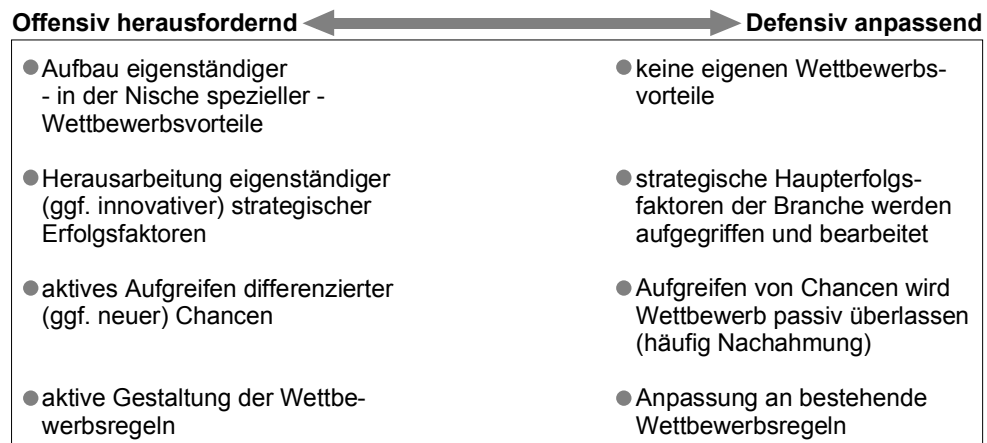 Offensiv herausfordernd
Defensiv anpassend
Aufbau eigenständiger
- in der Nische spezieller -
Wettbewerbsvorteile
keine eigenen Wettbewerbs-
vorteile
Herausarbeitung eigenständiger
(ggf. innovativer) strategischer
Erfolgsfaktoren
strategische Haupterfolgs-
faktoren der Branche werden
aufgegriffen und bearbeitet
aktives Aufgreifen differenzierter
(ggf. neuer) Chancen
Aufgreifen von Chancen wird
Wettbewerb passiv überlassen
(häufig Nachahmung)
aktive Gestaltung der Wettbe-
werbsregeln
Anpassung an bestehende
Wettbewerbsregeln